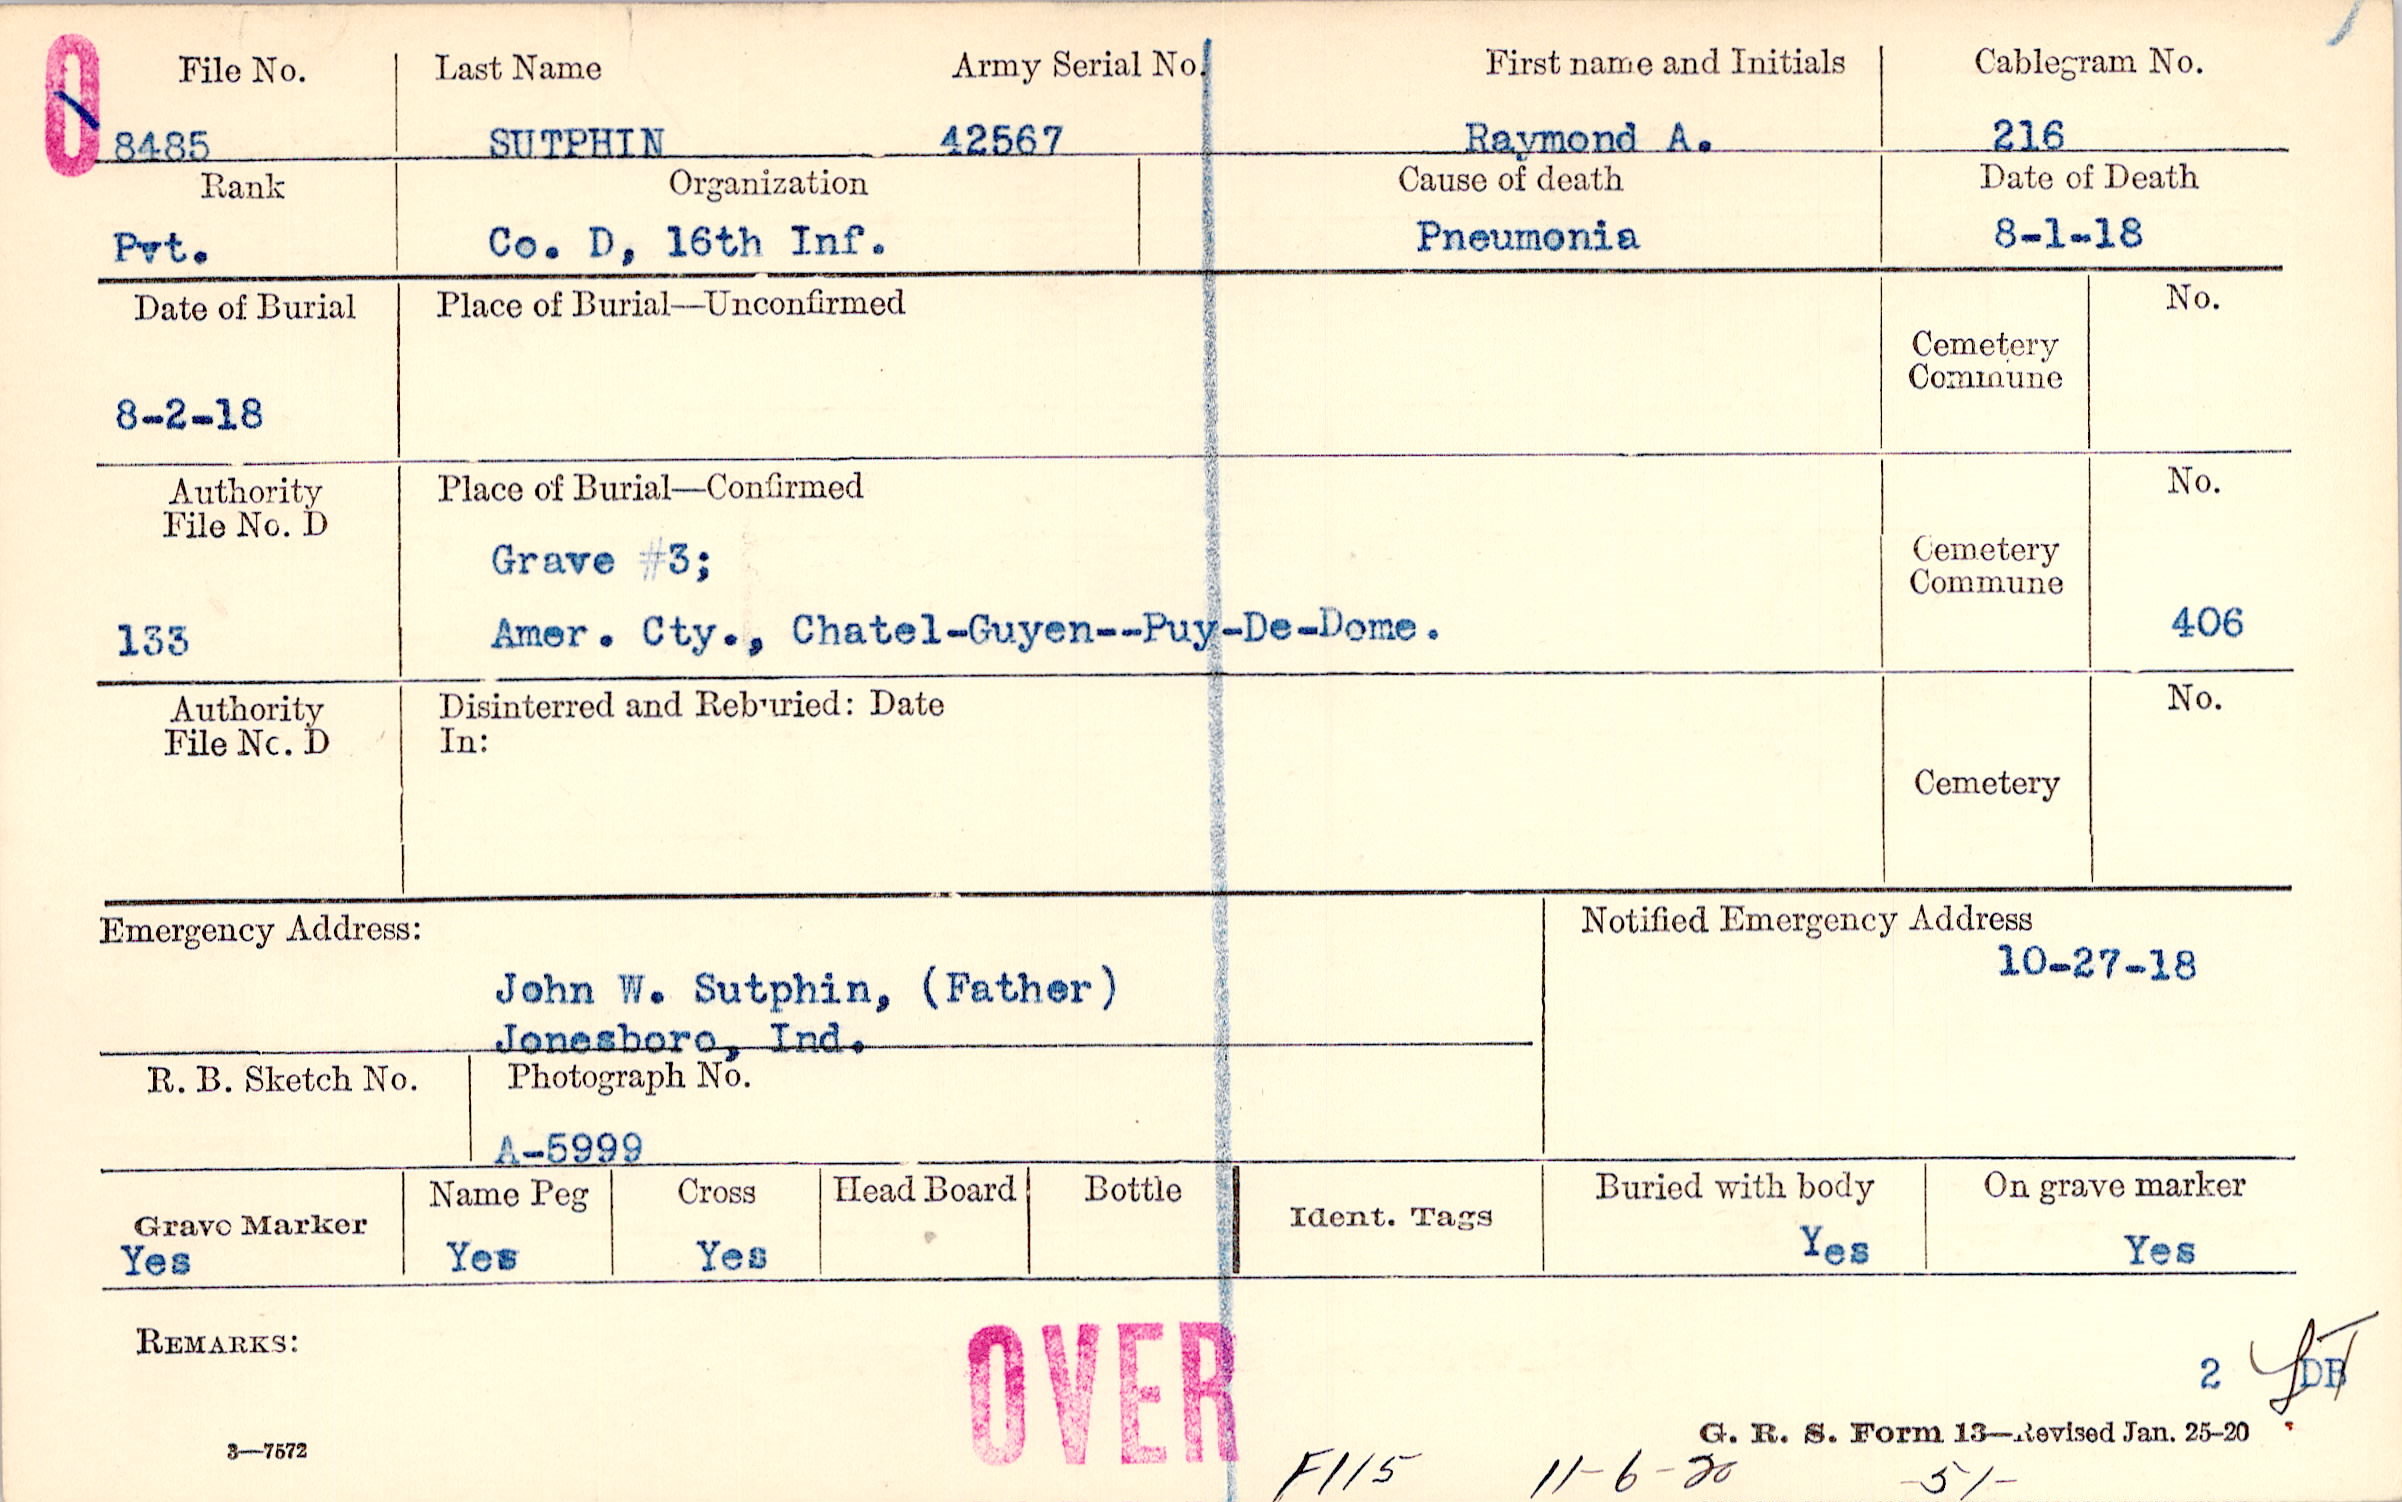 File No. Last Name Army Serial No. First name and Initials Cablegram No.
8485 SUTPHIN 42567 Raymond A. 216
Rank Organization Cause of death Date of Death
Pvt. Co. D, 16th Inf. Pneumonia 8-1-18
Date of Burial Place of Burial—Unconfirmed No.
Cemetery
Commune
8-2-18
Authority Place of Burial—Confirmed No.
File No. D
Grave #3; Cemetery
Commune
133 Amer. Cty., Chatel-Guyen--Puy-De-Dome. 406
Authority Disinterred and Reburied: Date No.
File No. D In:
Cemetery
Emergency Address: Notified Emergency Address
10-27-18
John W. Sutphin, (Father)
Jonesboro, Ind.
R. B. Sketch No. Photograph No.
A-5999
Grave Marker Name Peg Cross Head Board Bottle Ident. Tags Buried with body On grave marker
Yes Yes Yes Yes Yes
REMARKS:
OVER
2 DB
G. R. S. Form 13—Revised Jan. 25-20
3—7572
F115 11-6-20 -51-